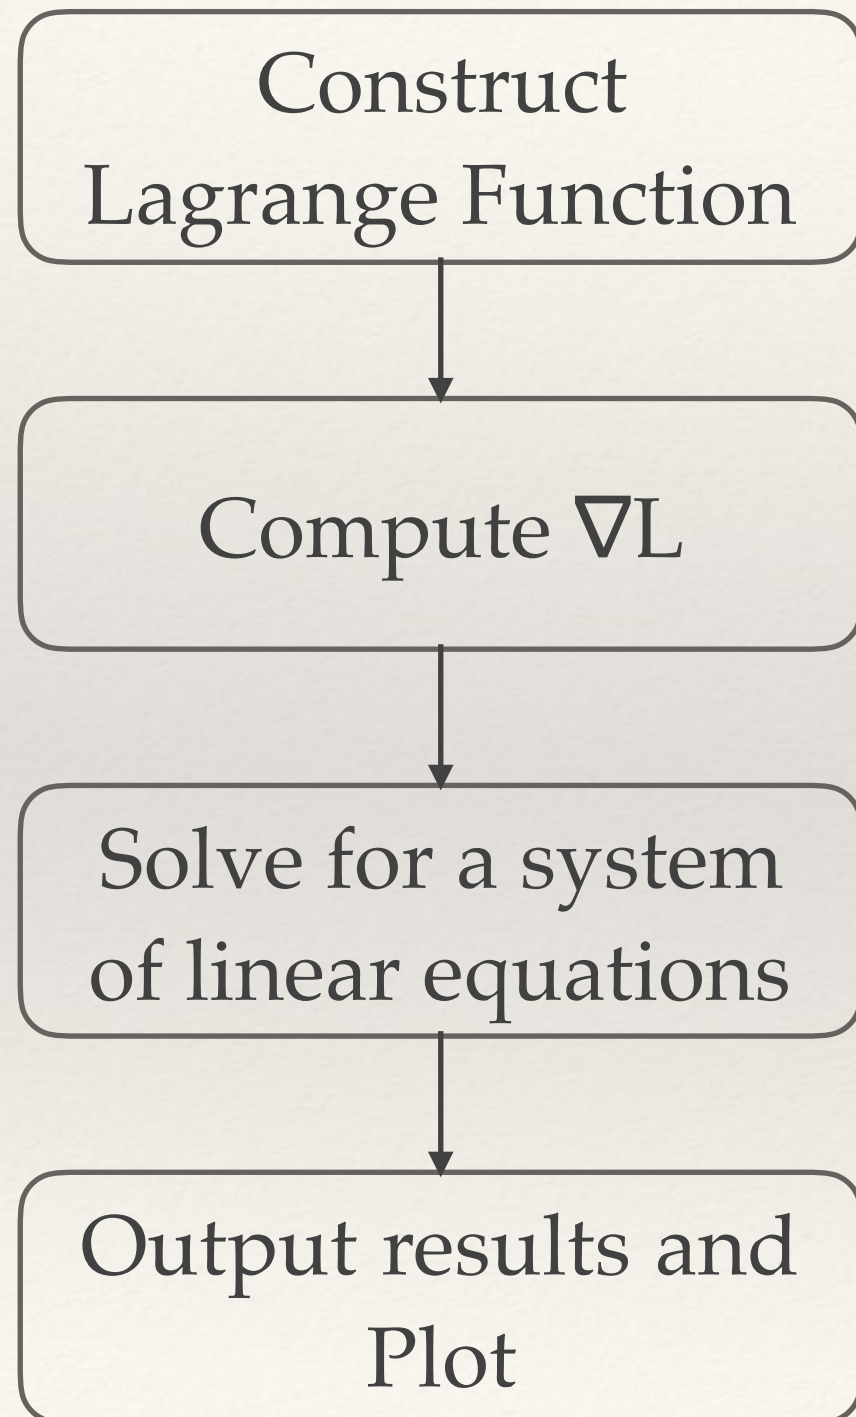 Construct
Lagrange Function
Compute ∇L
Solve for a system
of linear equations
Output results and
Plot